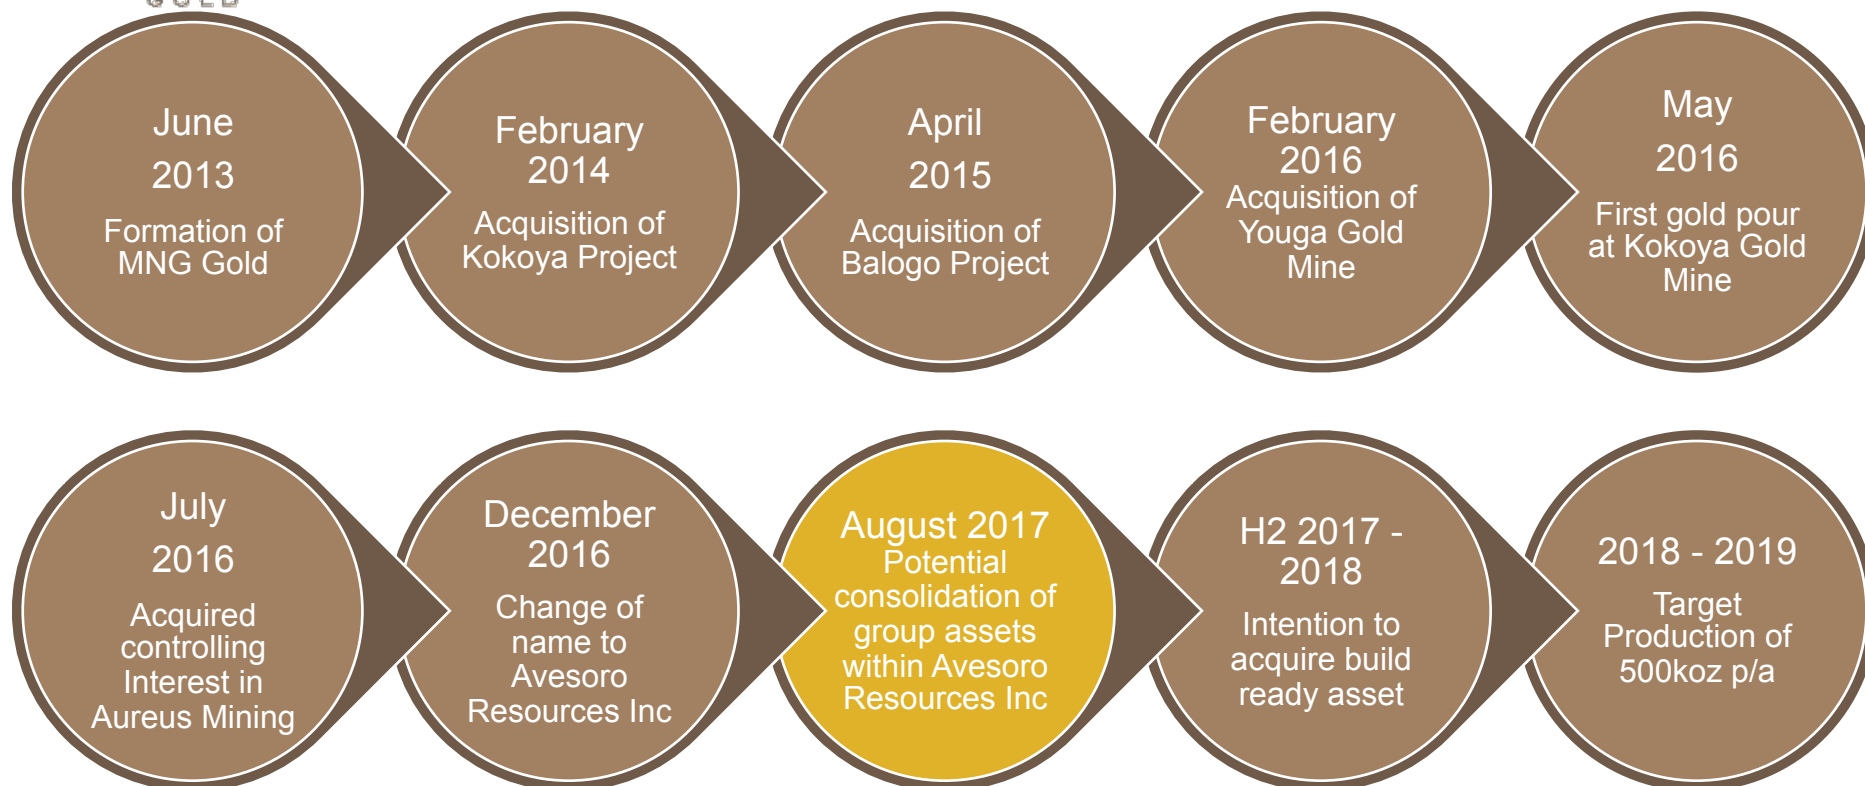 GOLD
June
2013
Formation of
MNG Gold
February
2014
Acquisition of
Kokoya Project
April
2015
Acquisition of
Balogo Project
February
2016
Acquisition of
Youga Gold
Mine
May
2016
First gold pour
at Kokoya Gold
Mine
July
2016
Acquired
controlling
Interest in
Aureus Mining
December
2016
Change of
name to
Avesoro
Resources Inc
August 2017
Potential
consolidation of
group assets
within Avesoro
Resources Inc
H2 2017 -
2018
Intention to
acquire build
ready asset
2018 - 2019
Target
Production of
500koz p/a